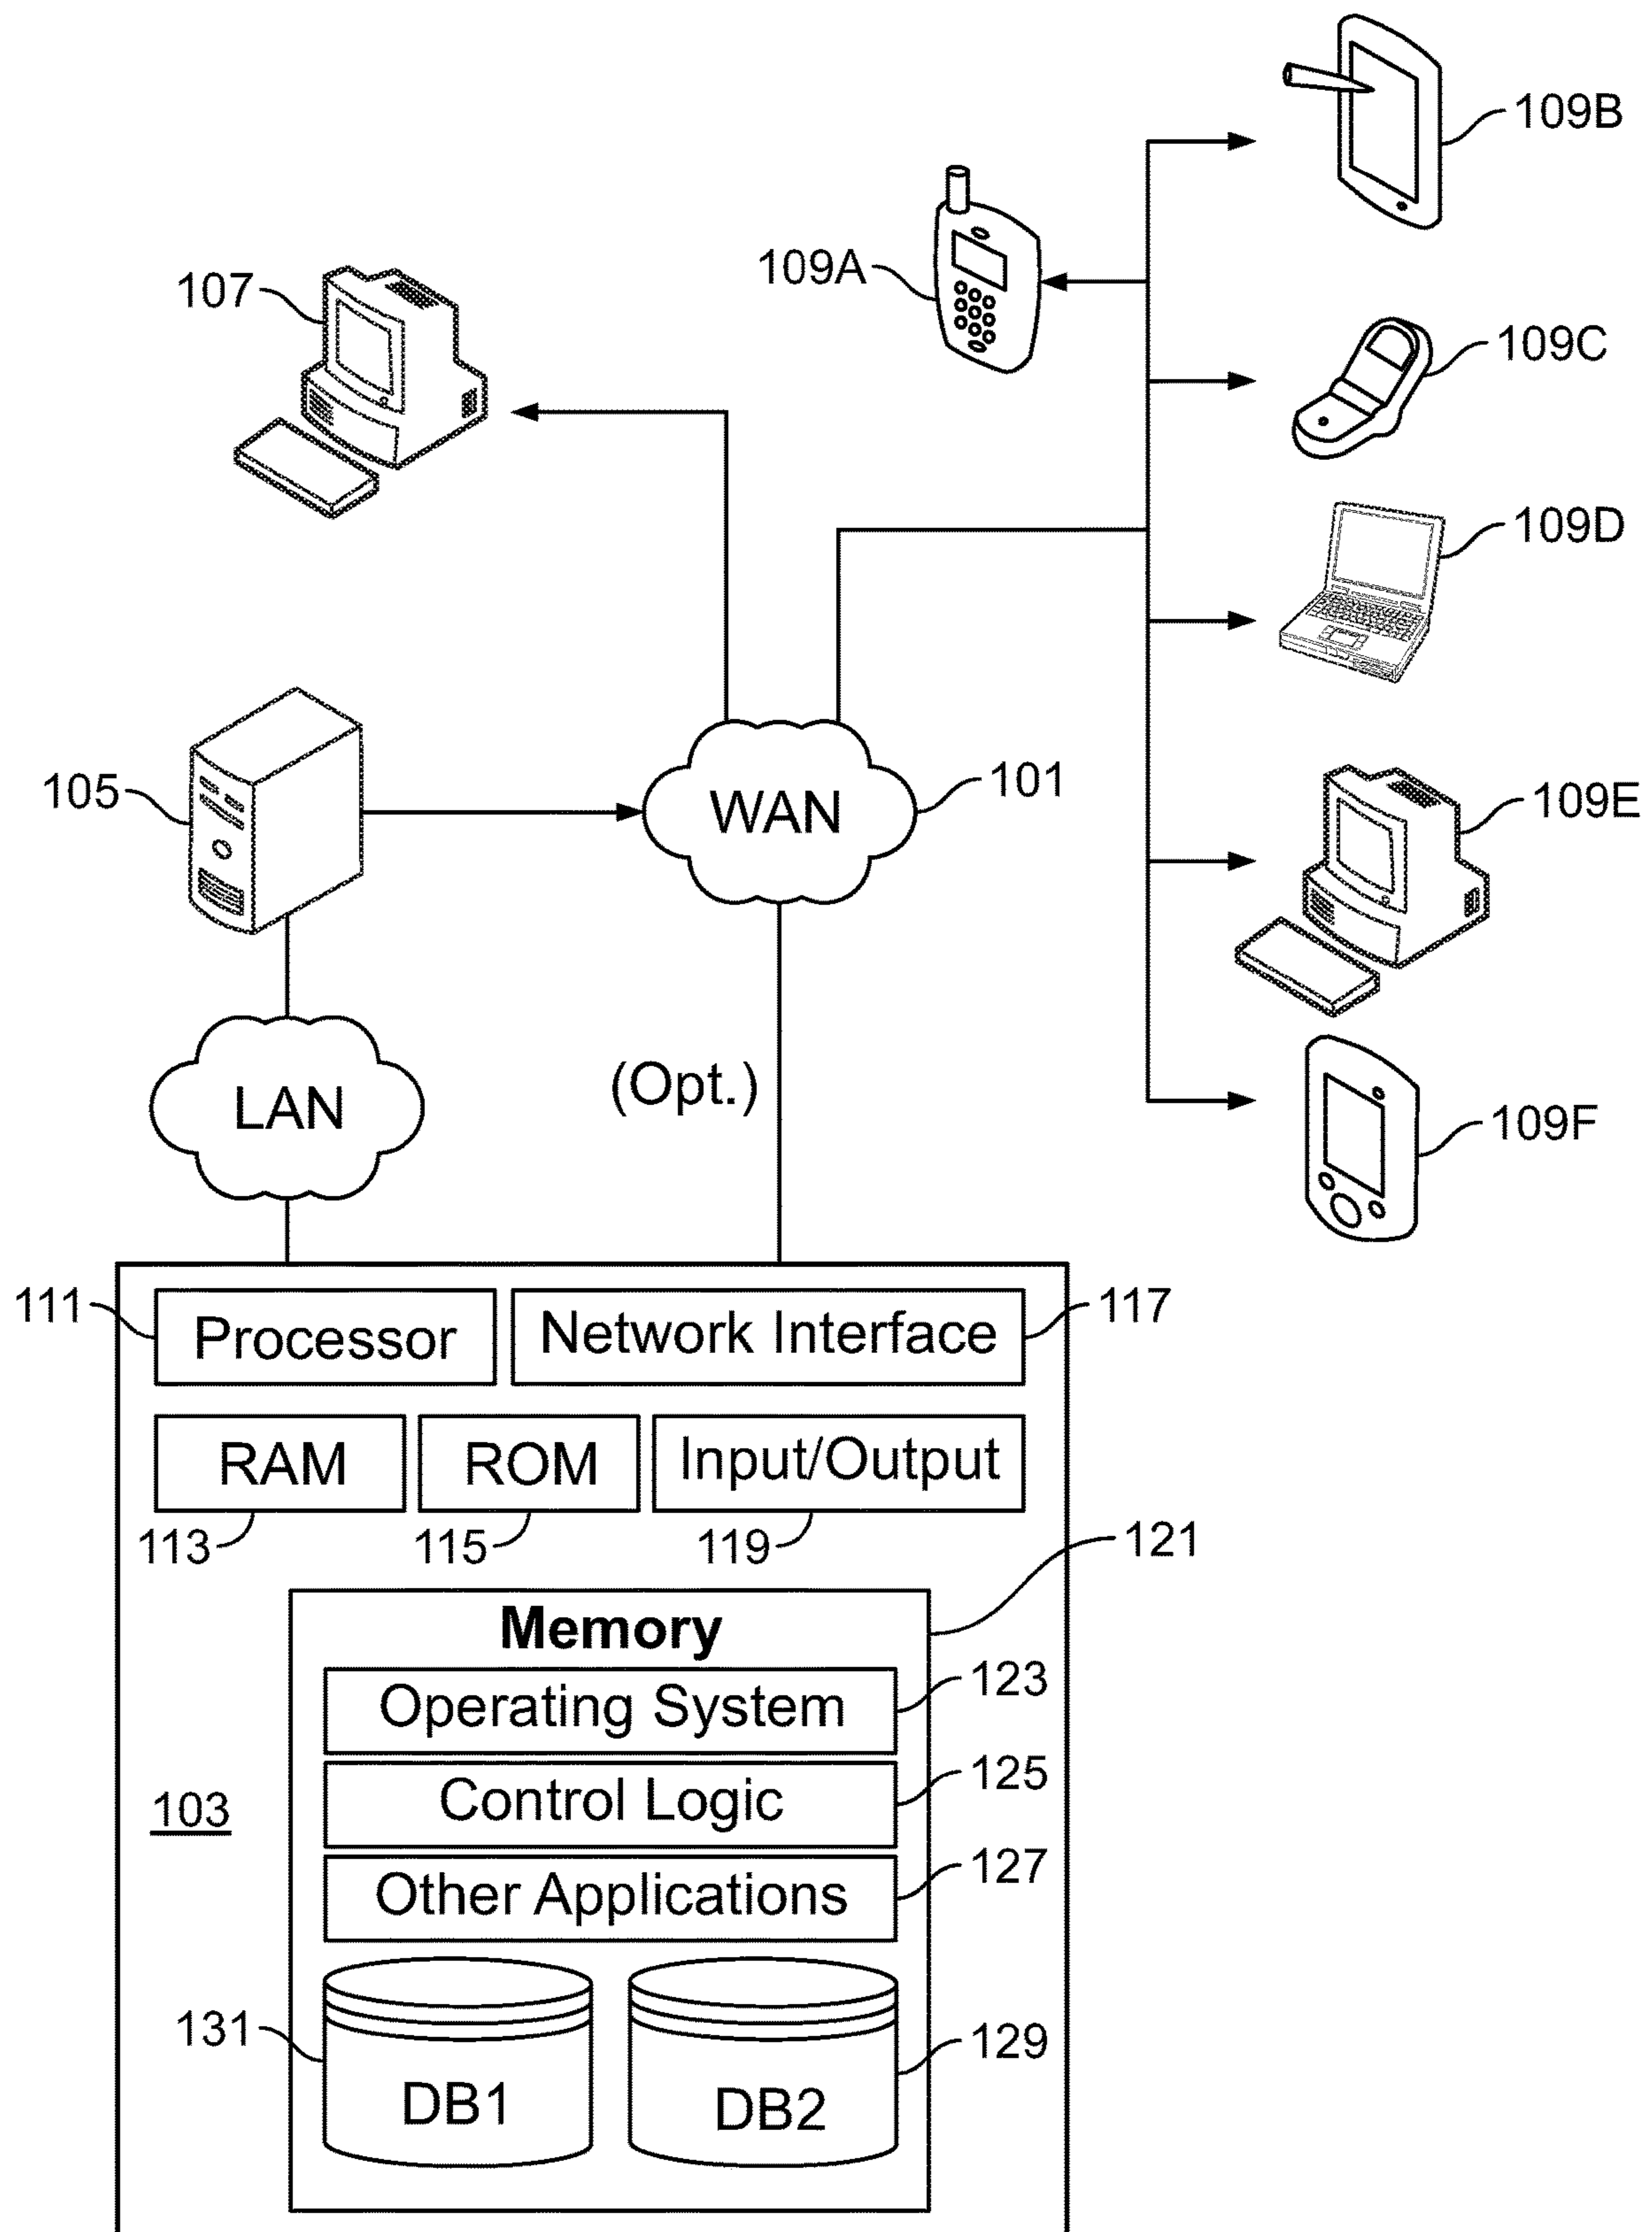 109B
109A
107
109C
109D
105
WAN
101
109E
LAN
(Opt.)
109F
111
Processor
Network Interface
117
RAM
ROM
Input/Output
113
115
119
121
Memory
Operating System
123
Control Logic
125
103
Other Applications
127
131
DB1
DB2
129